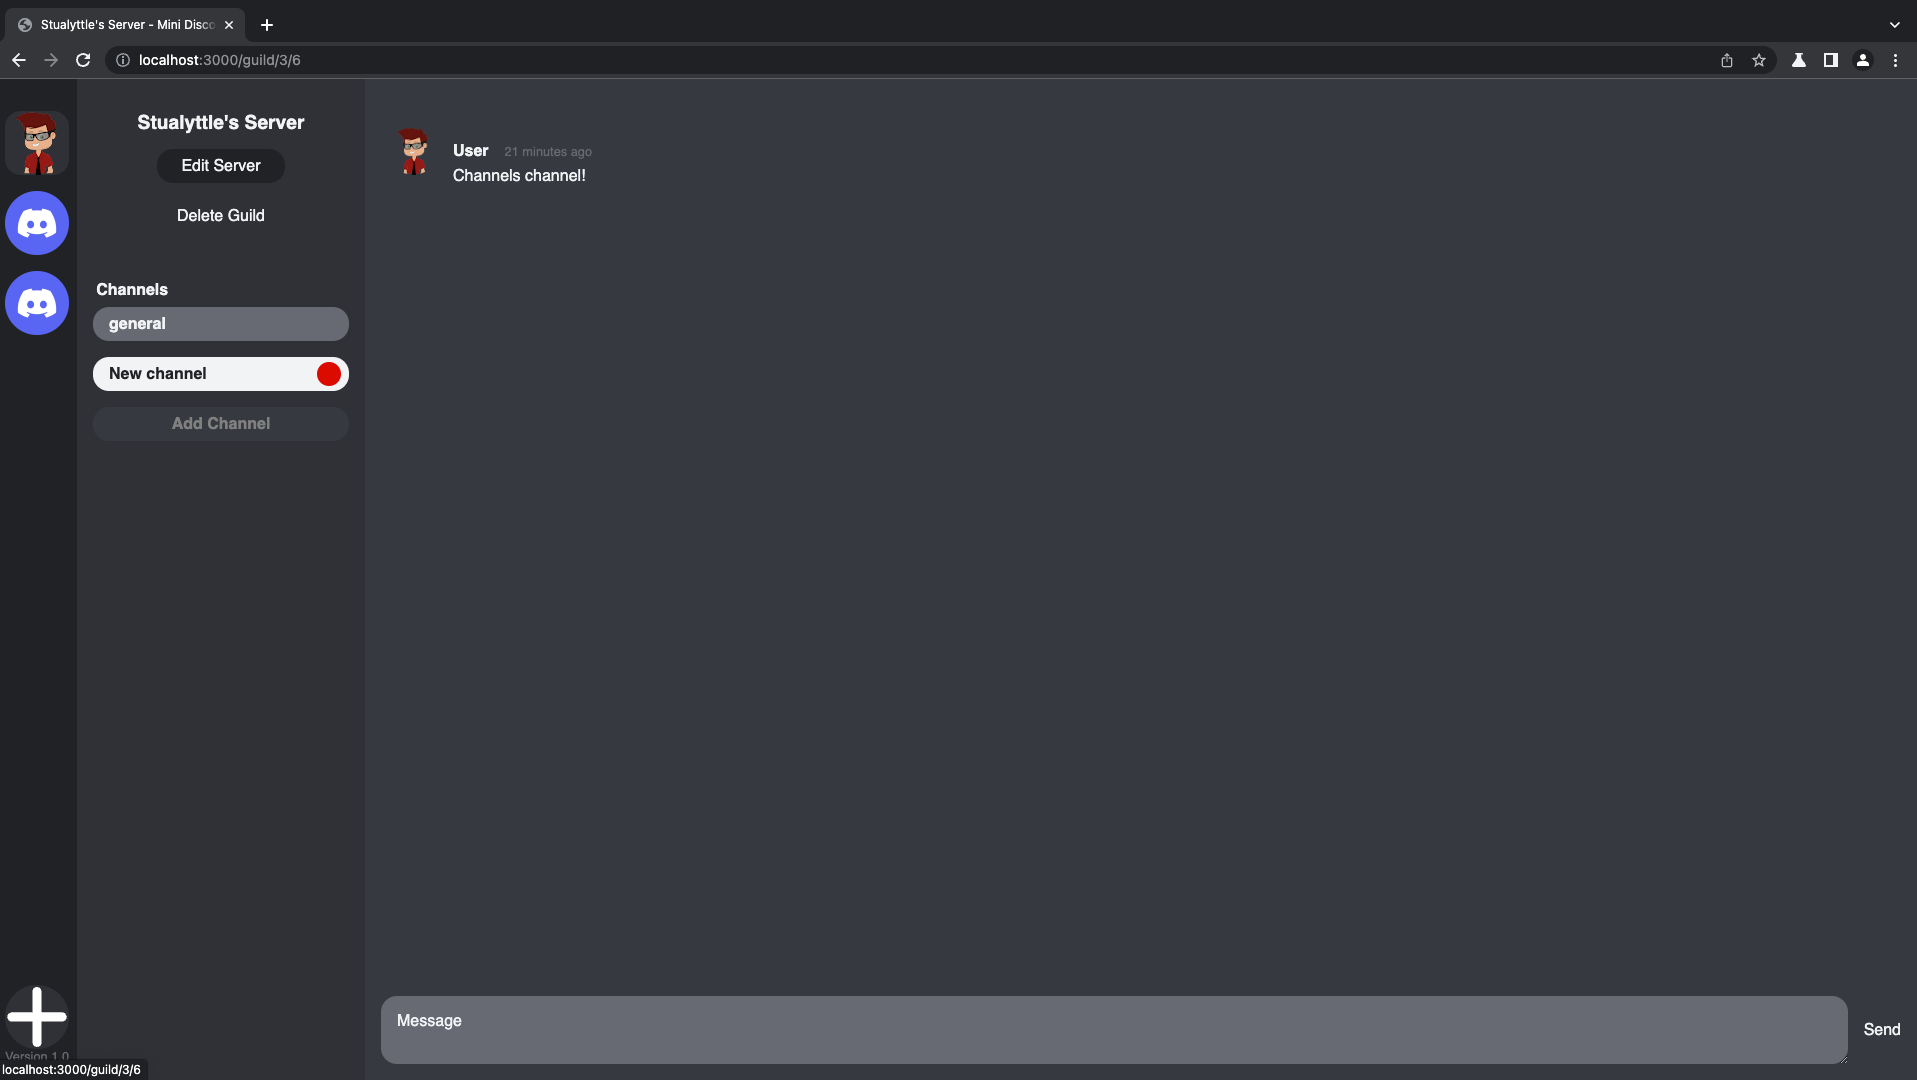 Stualyttle's Server - Mini Disco
localhost:3000/guild/3/6
Stualyttle's Server
Edit Server
Delete Guild
Channels
general
New channel
Add Channel
User 21 minutes ago
Channels channel!
Message
Send
Version 1.0
localhost:3000/guild/3/6